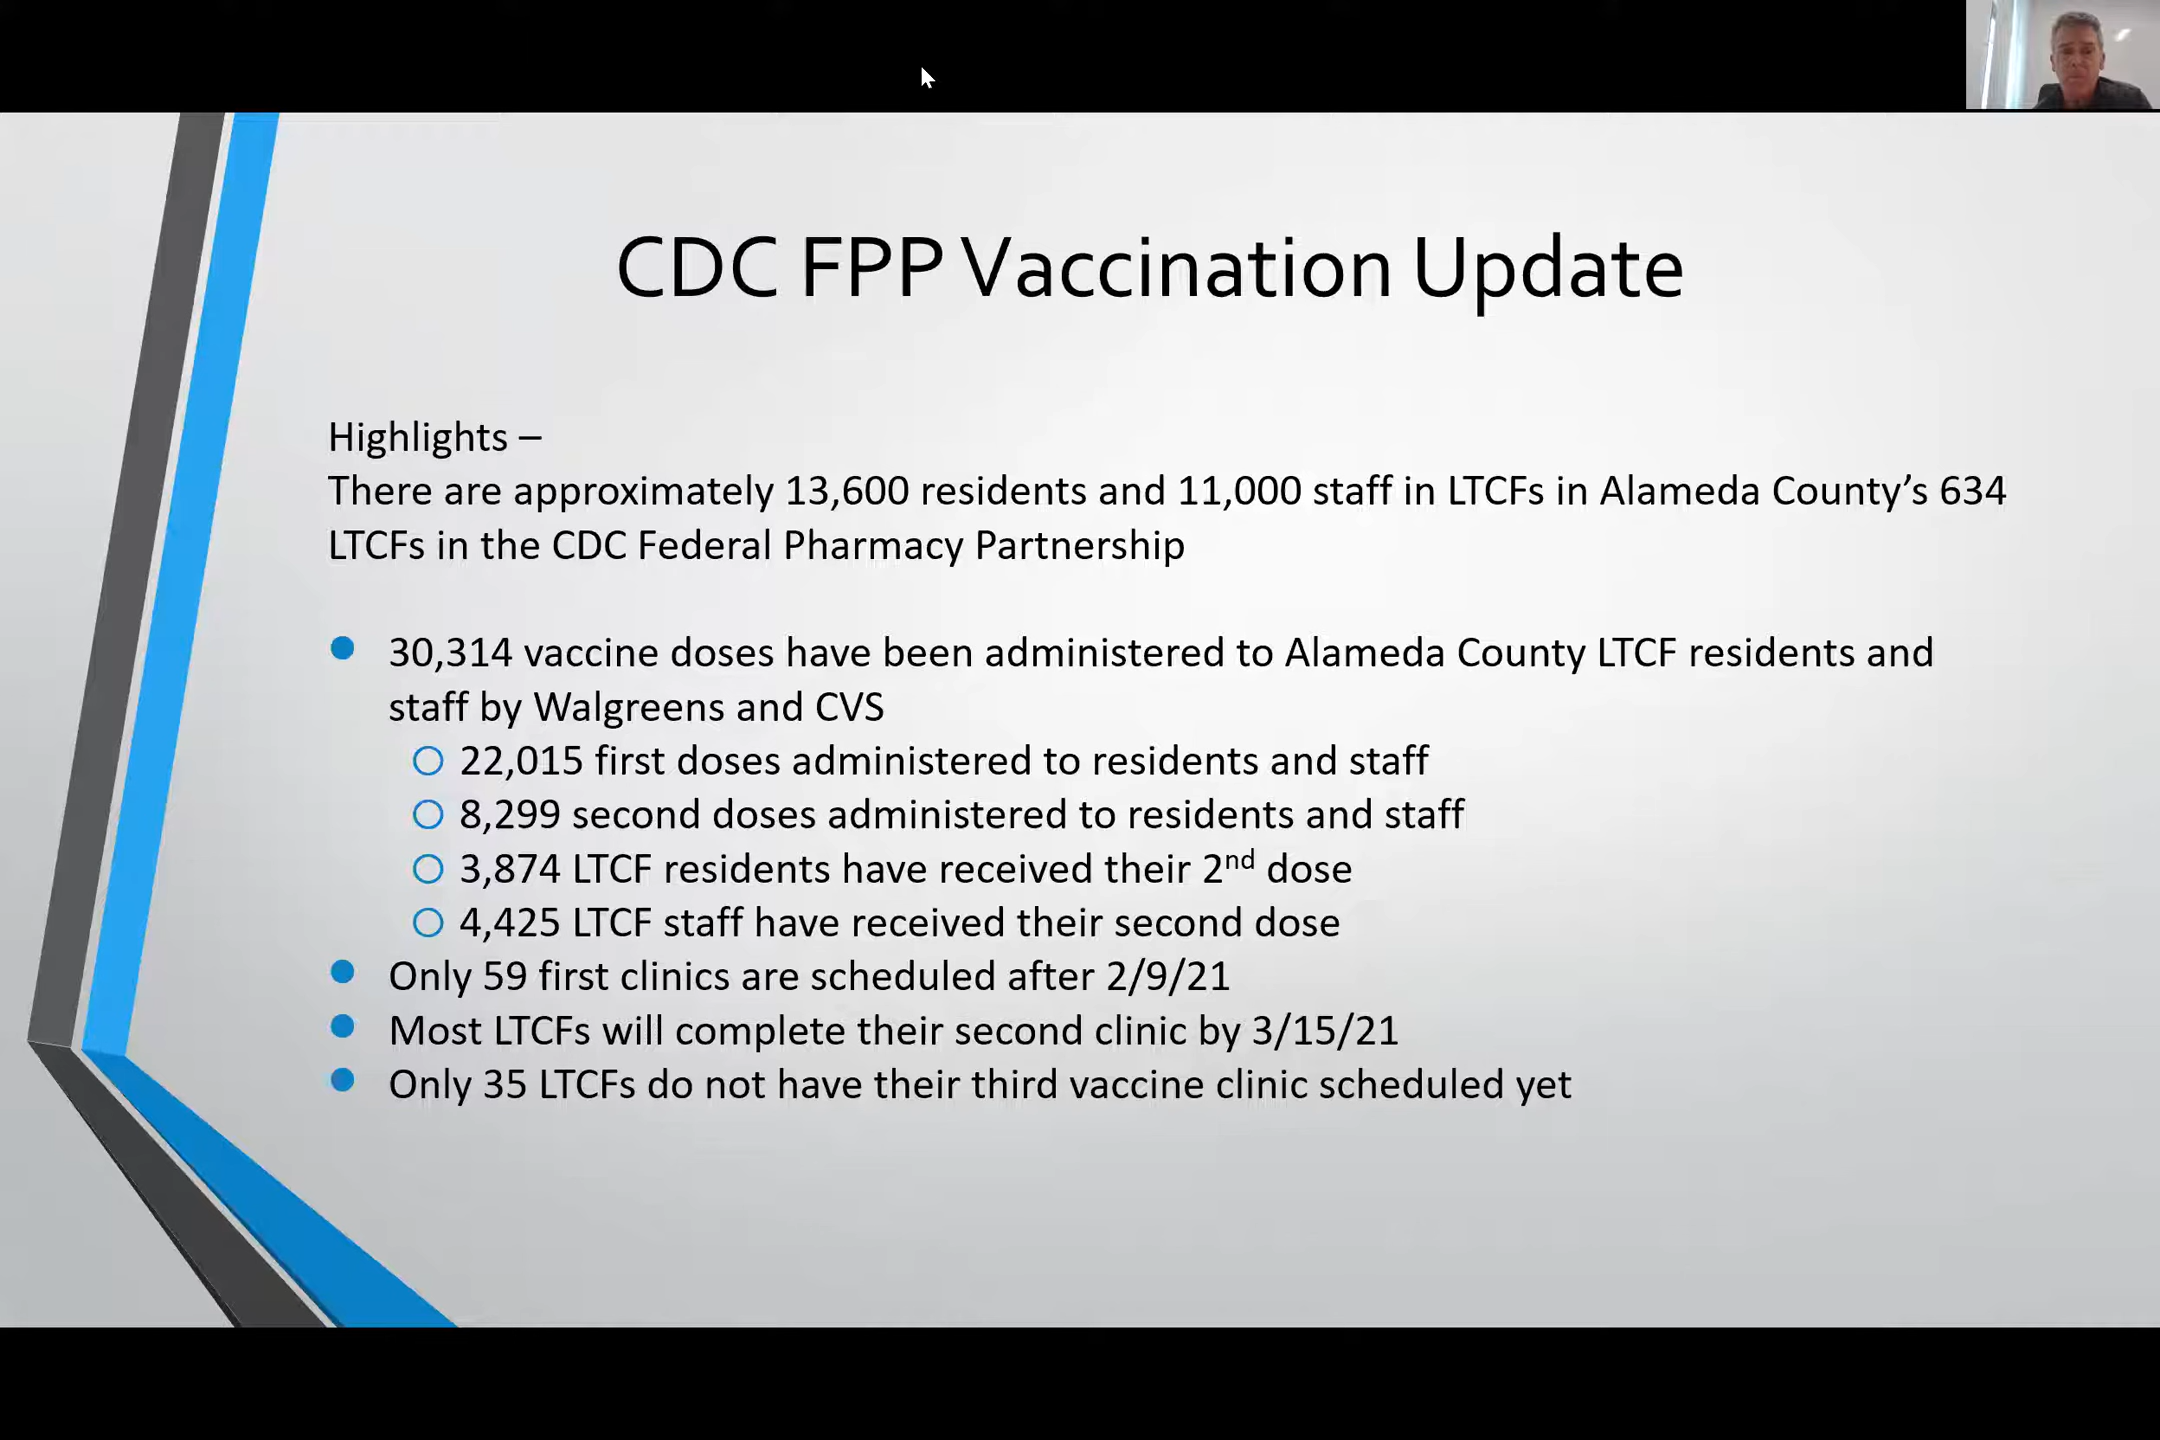 CDC FPP Vaccination Update
Highlights –
There are approximately 13,600 residents and 11,000 staff in LTCFs in Alameda County’s 634
LTCFs in the CDC Federal Pharmacy Partnership
30,314 vaccine doses have been administered to Alameda County LTCF residents and
staff by Walgreens and CVS
22,015 first doses administered to residents and staff
8,299 second doses administered to residents and staff
3,874 LTCF residents have received their 2nd dose
4,425 LTCF staff have received their second dose
Only 59 first clinics are scheduled after 2/9/21
Most LTCFs will complete their second clinic by 3/15/21
Only 35 LTCFs do not have their third vaccine clinic scheduled yet